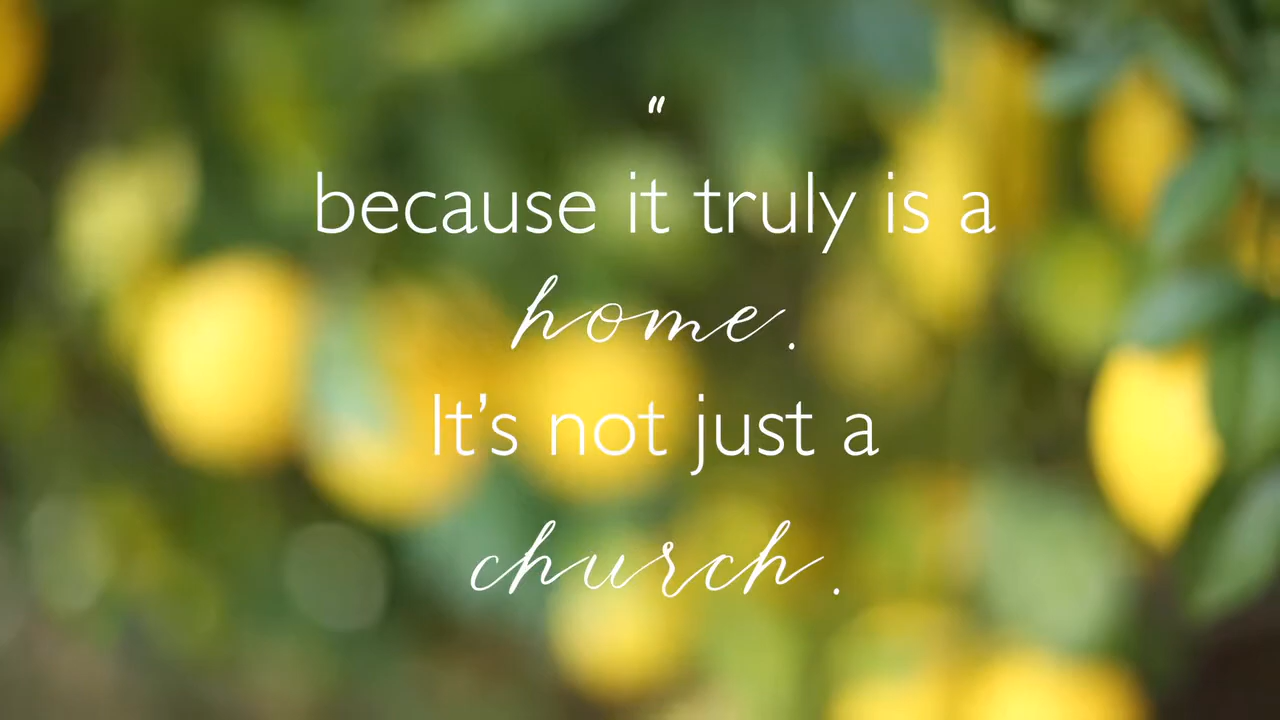 "
because it truly is a
home.
It's not just a
church.